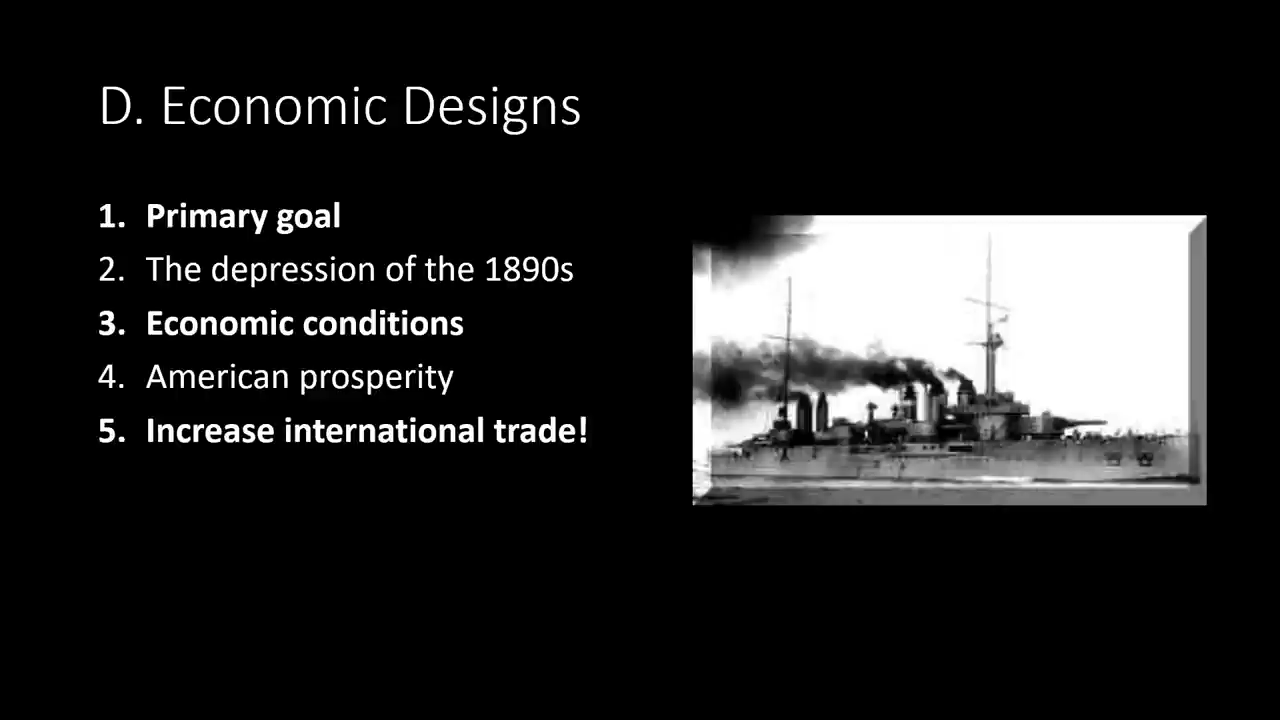 D. Economic Designs
1. Primary goal
2. The depression of the 1890s
3. Economic conditions
4. American prosperity
5. Increase international trade!